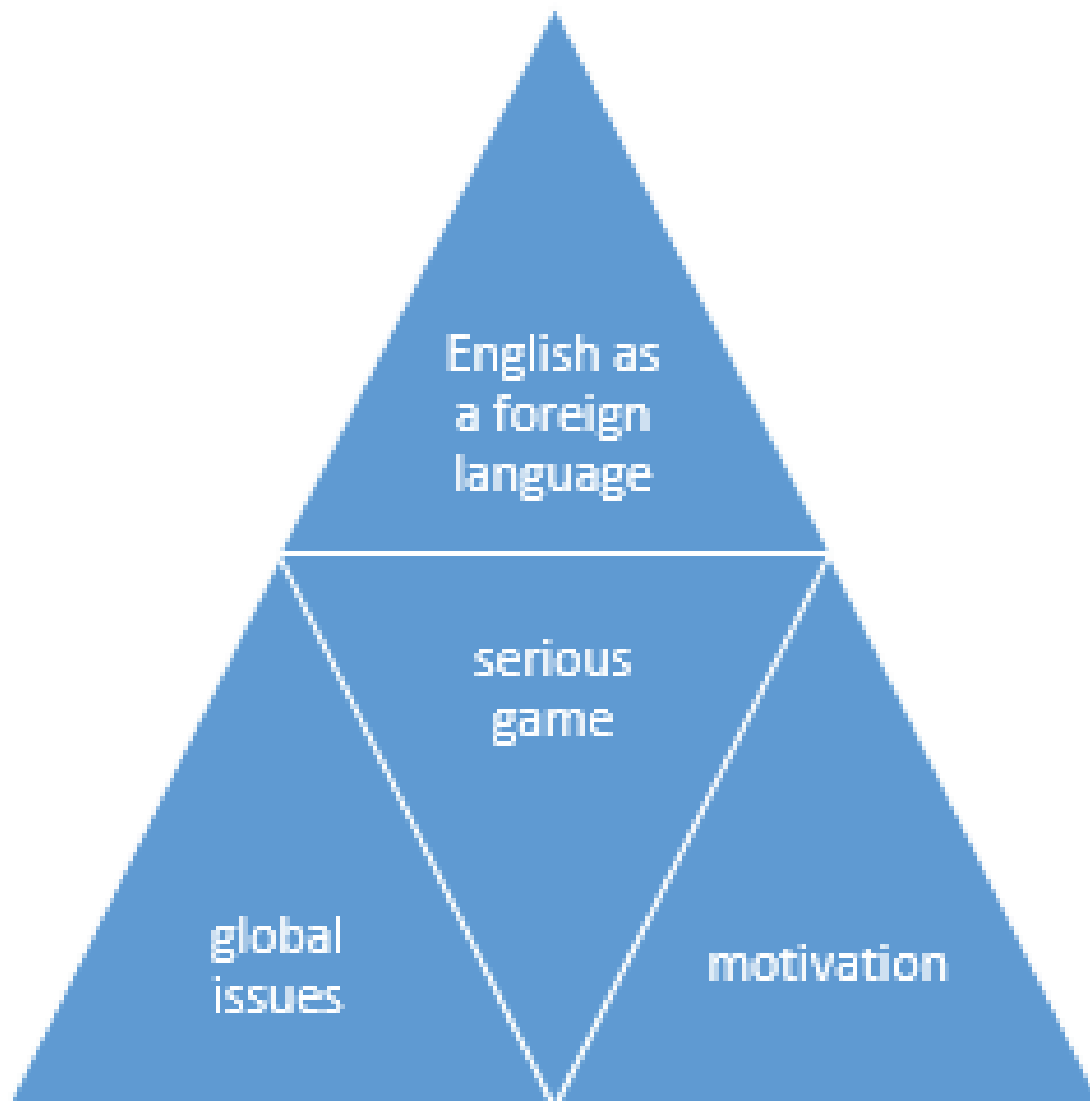 English as
a foreign
language
serious
game
global
issues
motivation